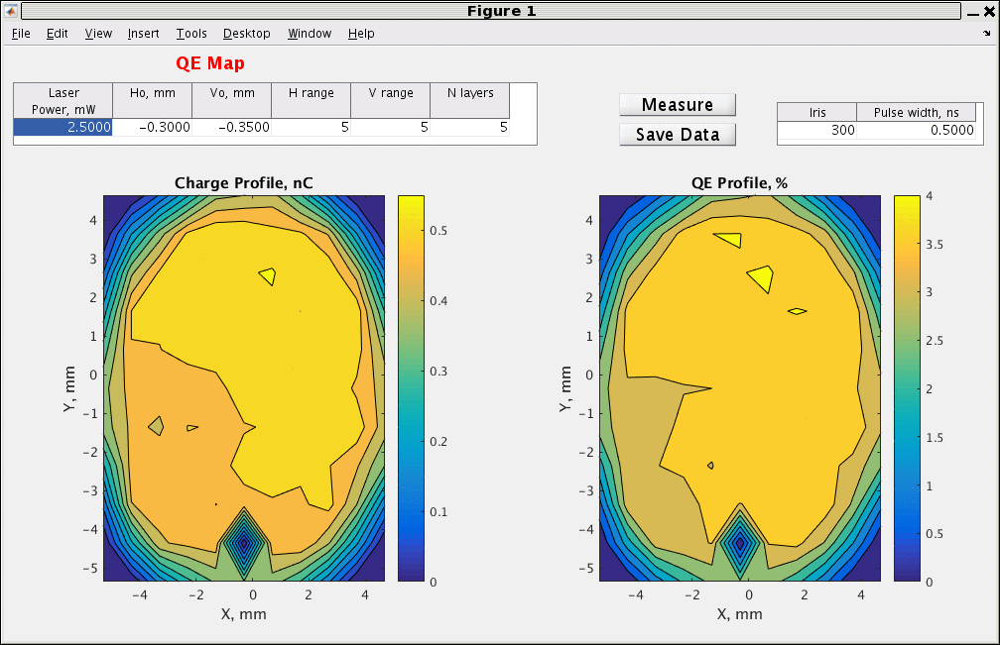 Figure 1
File Edit View Insert Tools Desktop Window Help
QE Map
Laser Power, mW Ho, mm Vo, mm H range V range N layers
2.5000 −0.3000 −0.3500 5 5 5
Measure
Save Data
Iris Pulse width, ns
300 0.5000
Charge Profile, nC
4
3
2
1
0
−1
−2
−3
−4
−5
Y, mm
−4 −2 0 2 4
X, mm
0.5
0.4
0.3
0.2
0.1
0
QE Profile, %
4
3
2
1
0
−1
−2
−3
−4
−5
Y, mm
−4 −2 0 2 4
X, mm
4
3.5
3
2.5
2
1.5
1
0.5
0